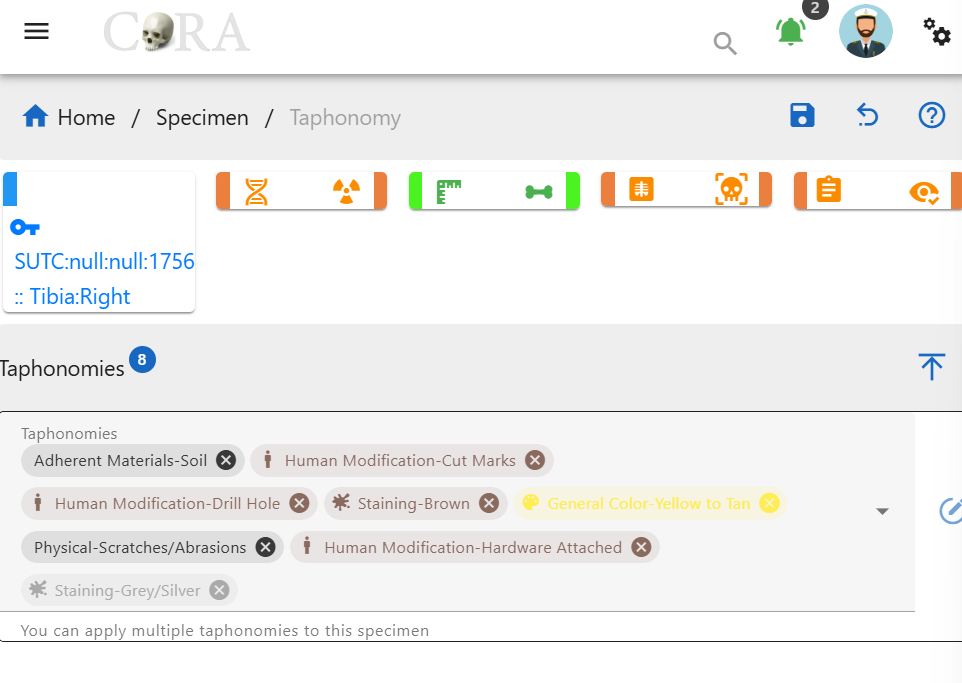 CORA
2
Home / Specimen / Taphonomy
SUTC:null:null:1756
:: Tibia:Right
Taphonomies 8
Taphonomies
Adherent Materials-Soil Human Modification-Cut Marks
Human Modification-Drill Hole Staining-Brown General Color-Yellow to Tan
Physical-Scratches/Abrasions Human Modification-Hardware Attached
Staining-Grey/Silver
You can apply multiple taphonomies to this specimen